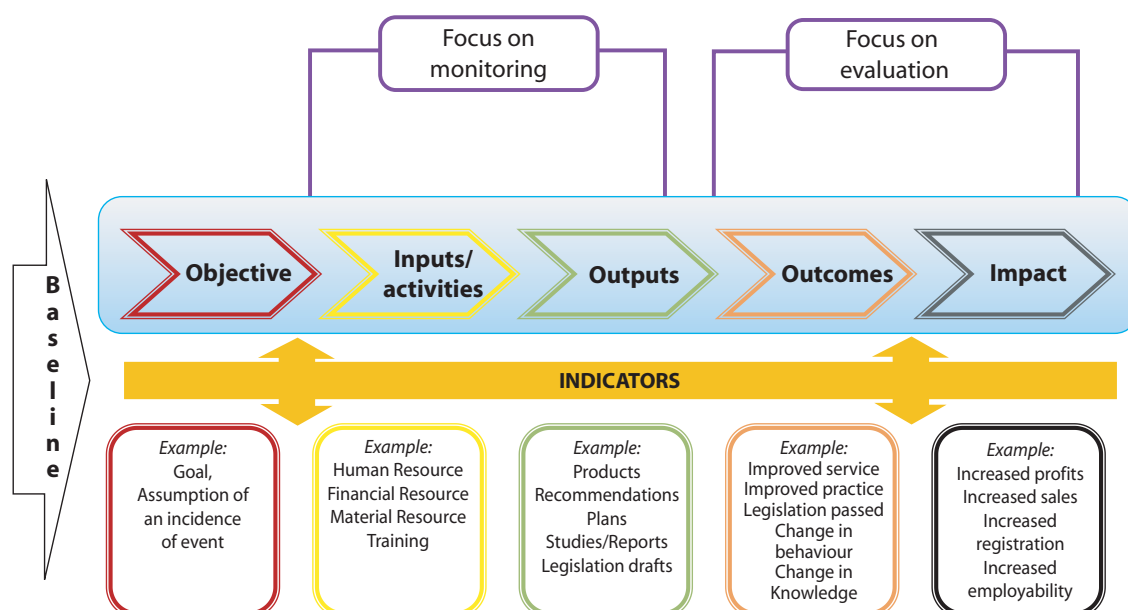 Focus on
monitoring
Focus on
evaluation
Baseline
Objective
Inputs/
activities
Outputs
Outcomes
Impact
INDICATORS
Example:
Goal,
Assumption of
an incidence
of event
Example:
Human Resource
Financial Resource
Material Resource
Training
Example:
Products
Recommendations
Plans
Studies/Reports
Legislation drafts
Example:
Improved service
Improved practice
Legislation passed
Change in
behaviour
Change in
Knowledge
Example:
Increased profits
Increased sales
Increased
registration
Increased
employability